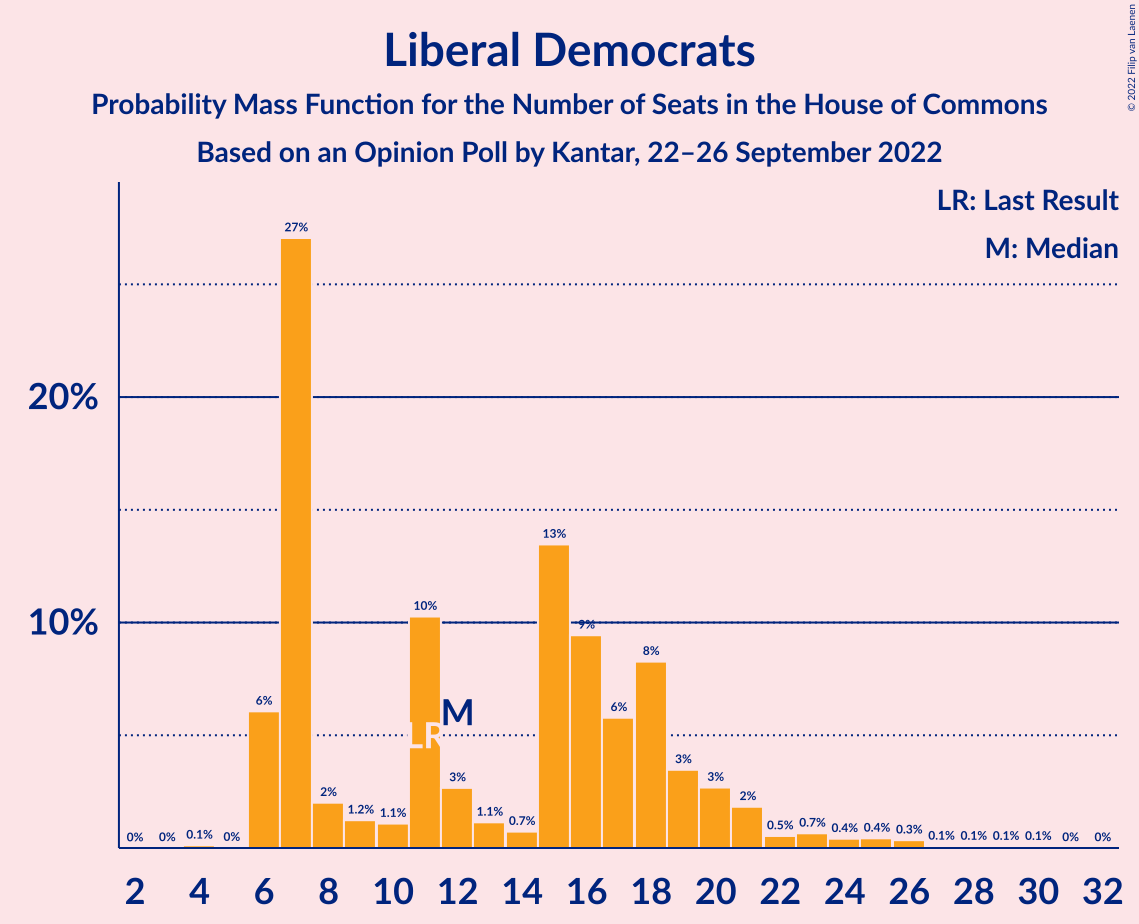 Liberal Democrats
Probability Mass Function for the Number of Seats in the House of Commons
Based on an Opinion Poll by Kantar, 22–26 September 2022
© 2022 Filip van Laenen
LR: Last Result
M: Median
20%
10%
0% 0% 0.1% 0% 6% 27% 2% 1.2% 1.1% 10% 3% 1.1% 0.7% 13% 9% 6% 8% 3% 3% 2% 0.5% 0.7% 0.4% 0.4% 0.3% 0.1% 0.1% 0.1% 0.1% 0% 0%
LR
M
2 4 6 8 10 12 14 16 18 20 22 24 26 28 30 32